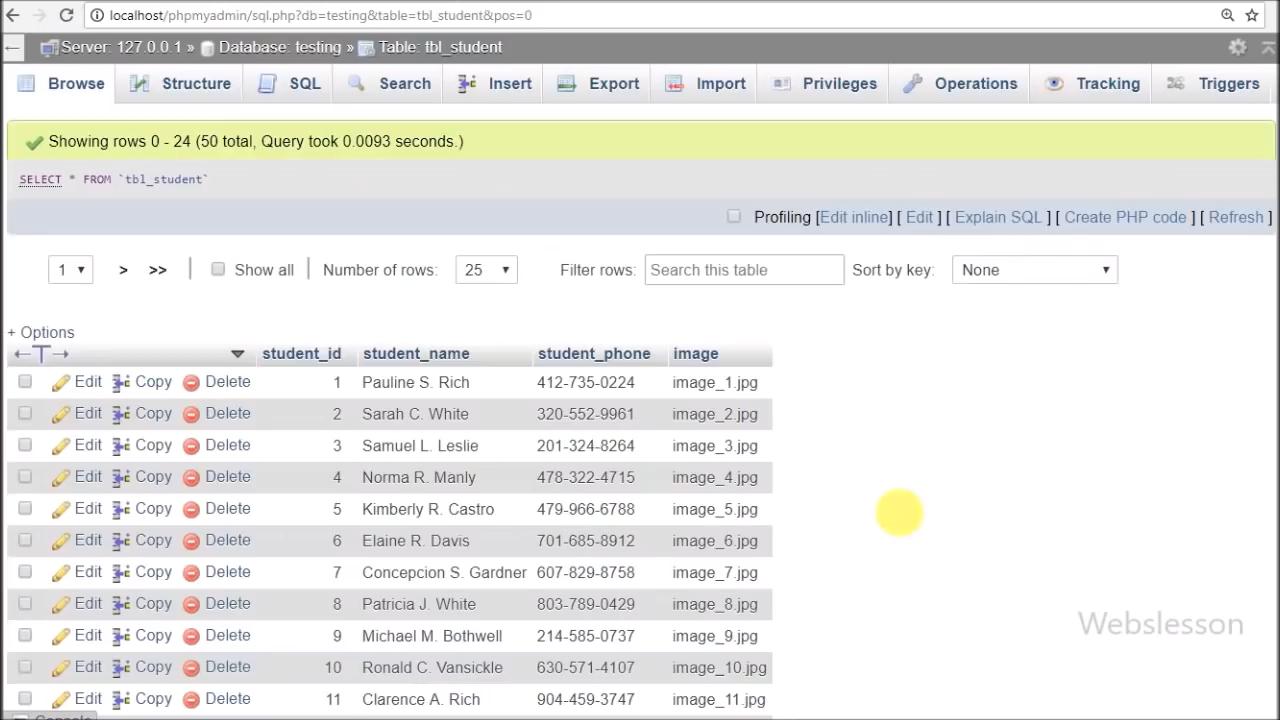 localhost/phpmyadmin/sql.php?db=testing&table=tbl_student&pos=0
Server: 127.0.0.1 » Database: testing » Table: tbl_student
Browse Structure SQL Search Insert Export Import Privileges Operations Tracking Triggers
Showing rows 0 - 24 (50 total, Query took 0.0093 seconds.)
SELECT * FROM `tbl_student`
Profiling [Edit inline] [ Edit ] [ Explain SQL ] [ Create PHP code ] [ Refresh ]
1 > >> | Show all | Number of rows: 25 Filter rows: Search this table Sort by key: None
+ Options
←T→ student_id student_name student_phone image
Edit Copy Delete 1 Pauline S. Rich 412-735-0224 image_1.jpg
Edit Copy Delete 2 Sarah C. White 320-552-9961 image_2.jpg
Edit Copy Delete 3 Samuel L. Leslie 201-324-8264 image_3.jpg
Edit Copy Delete 4 Norma R. Manly 478-322-4715 image_4.jpg
Edit Copy Delete 5 Kimberly R. Castro 479-966-6788 image_5.jpg
Edit Copy Delete 6 Elaine R. Davis 701-685-8912 image_6.jpg
Edit Copy Delete 7 Concepcion S. Gardner 607-829-8758 image_7.jpg
Edit Copy Delete 8 Patricia J. White 803-789-0429 image_8.jpg
Edit Copy Delete 9 Michael M. Bothwell 214-585-0737 image_9.jpg
Webslesson
Edit Copy Delete 10 Ronald C. Vansickle 630-571-4107 image_10.jpg
Edit Copy Delete 11 Clarence A. Rich 904-459-3747 image_11.jpg
Console